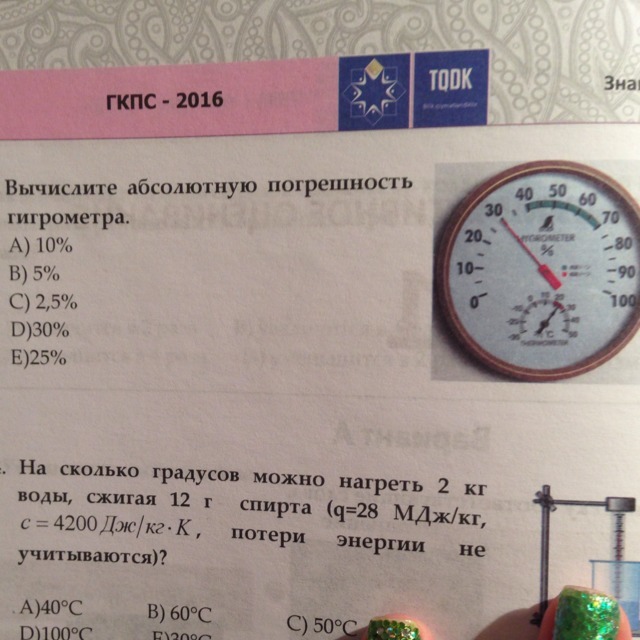 ГКПС - 2016
TQDK
Зна
Вычислите абсолютную погрешность
гигрометра.
A) 10%
B) 5%
C) 2,5%
D)30%
E)25%
0 10 20 30 40 50 60 70 80 90 100
HYGROMETER
%
°C
THERMOMETER
. На сколько градусов можно нагреть 2 кг
воды, сжигая 12 г спирта (q=28 МДж/кг,
c = 4200 Дж/кг·K, потери энергии не
учитываются)?
A)40°C B) 60°C C) 50°C
D)100°C E)30°C